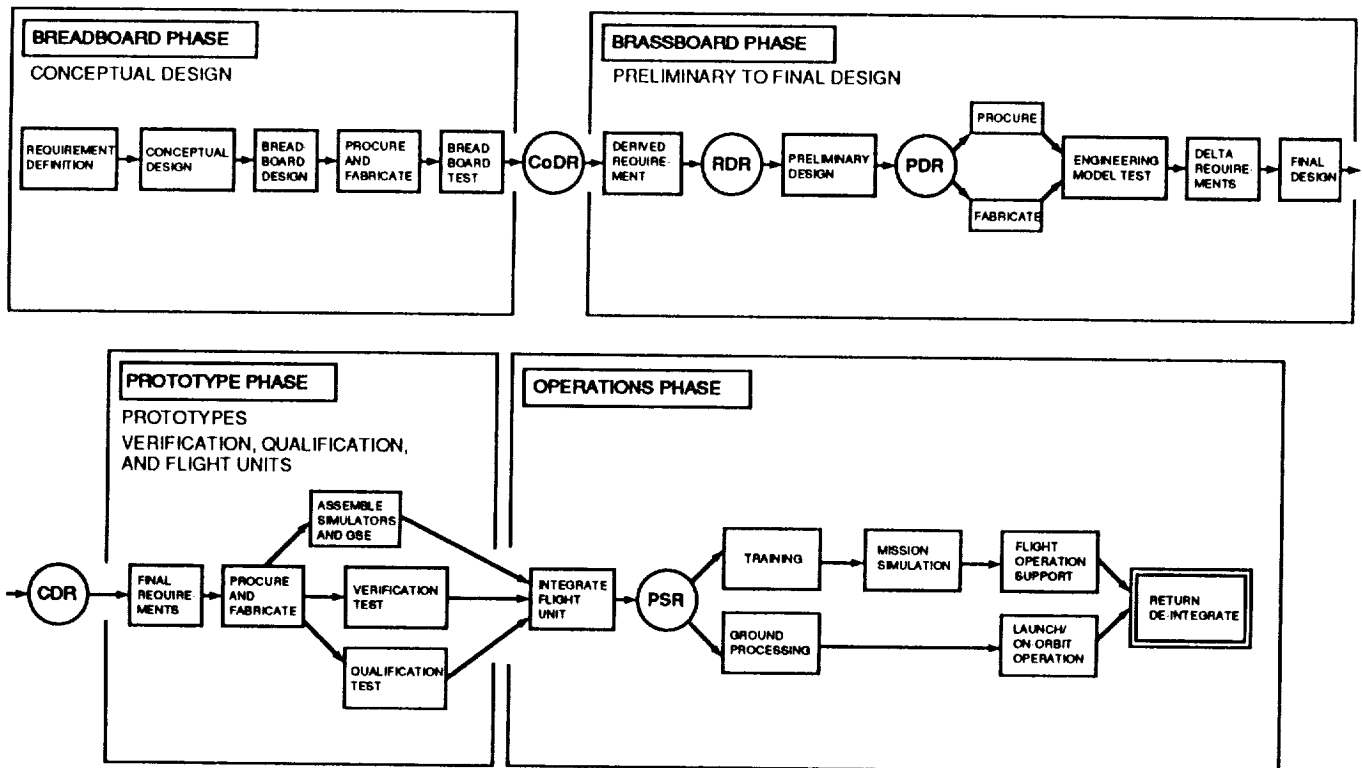 BREADBOARD PHASE
CONCEPTUAL DESIGN
REQUIREMENT
DEFINITION
CONCEPTUAL
DESIGN
BREAD-
BOARD
DESIGN
PROCURE
AND
FABRICATE
BREAD
BOARD
TEST
CoDR
BRASSBOARD PHASE
PRELIMINARY TO FINAL DESIGN
DERIVED
REQUIRE-
MENT
RDR
PRELIMINARY
DESIGN
PDR
PROCURE
FABRICATE
ENGINEERING
MODEL TEST
DELTA
REQUIRE-
MENTS
FINAL
DESIGN
CDR
PROTOTYPE PHASE
PROTOTYPES
VERIFICATION, QUALIFICATION,
AND FLIGHT UNITS
FINAL
REQUIRE-
MENTS
PROCURE
AND
FABRICATE
ASSEMBLE
SIMULATORS
AND GSE
VERIFICATION
TEST
QUALIFICATION
TEST
OPERATIONS PHASE
INTEGRATE
FLIGHT
UNIT
PSR
TRAINING
MISSION
SIMULATION
FLIGHT
OPERATION
SUPPORT
GROUND
PROCESSING
LAUNCH/
ON-ORBIT
OPERATION
RETURN
DE-INTEGRATE